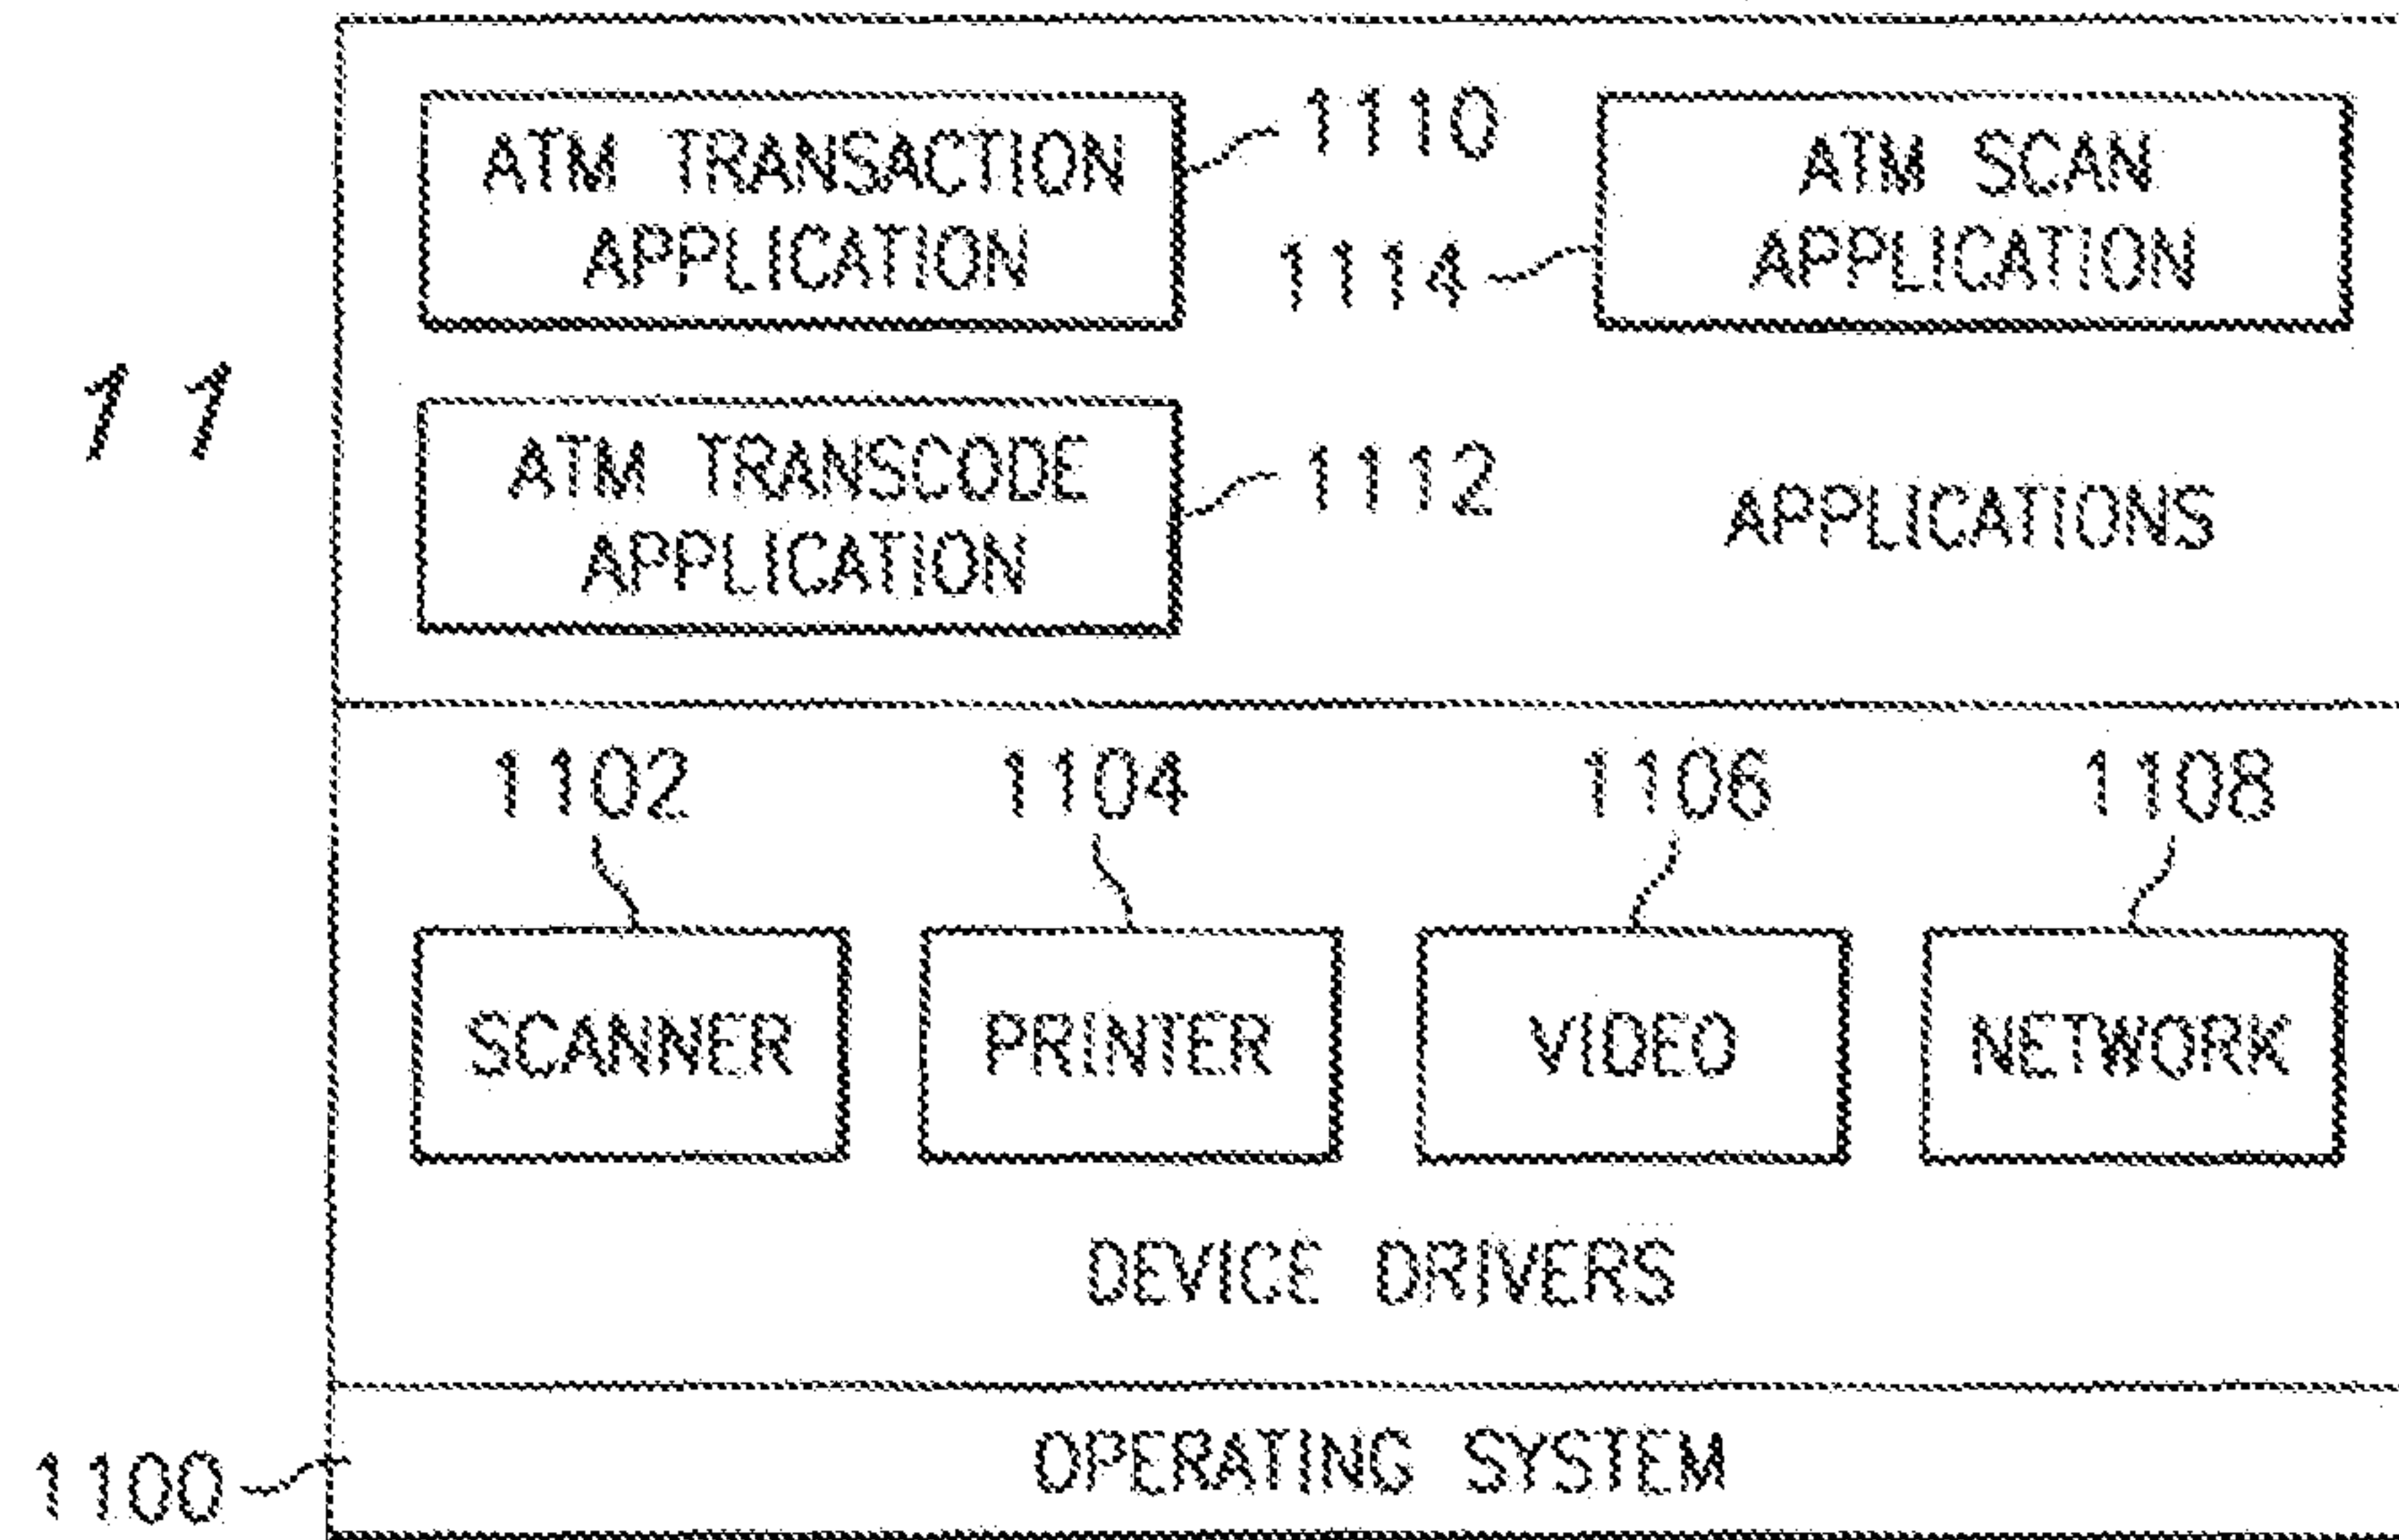 ATM TRANSACTION
APPLICATION
1110
ATM SCAN
APPLICATION
1114
11
ATM TRANSCODE
APPLICATION
1112
APPLICATIONS
1102
1104
1106
1108
SCANNER
PRINTER
VIDEO
NETWORK
DEVICE DRIVERS
1100
OPERATING SYSTEM